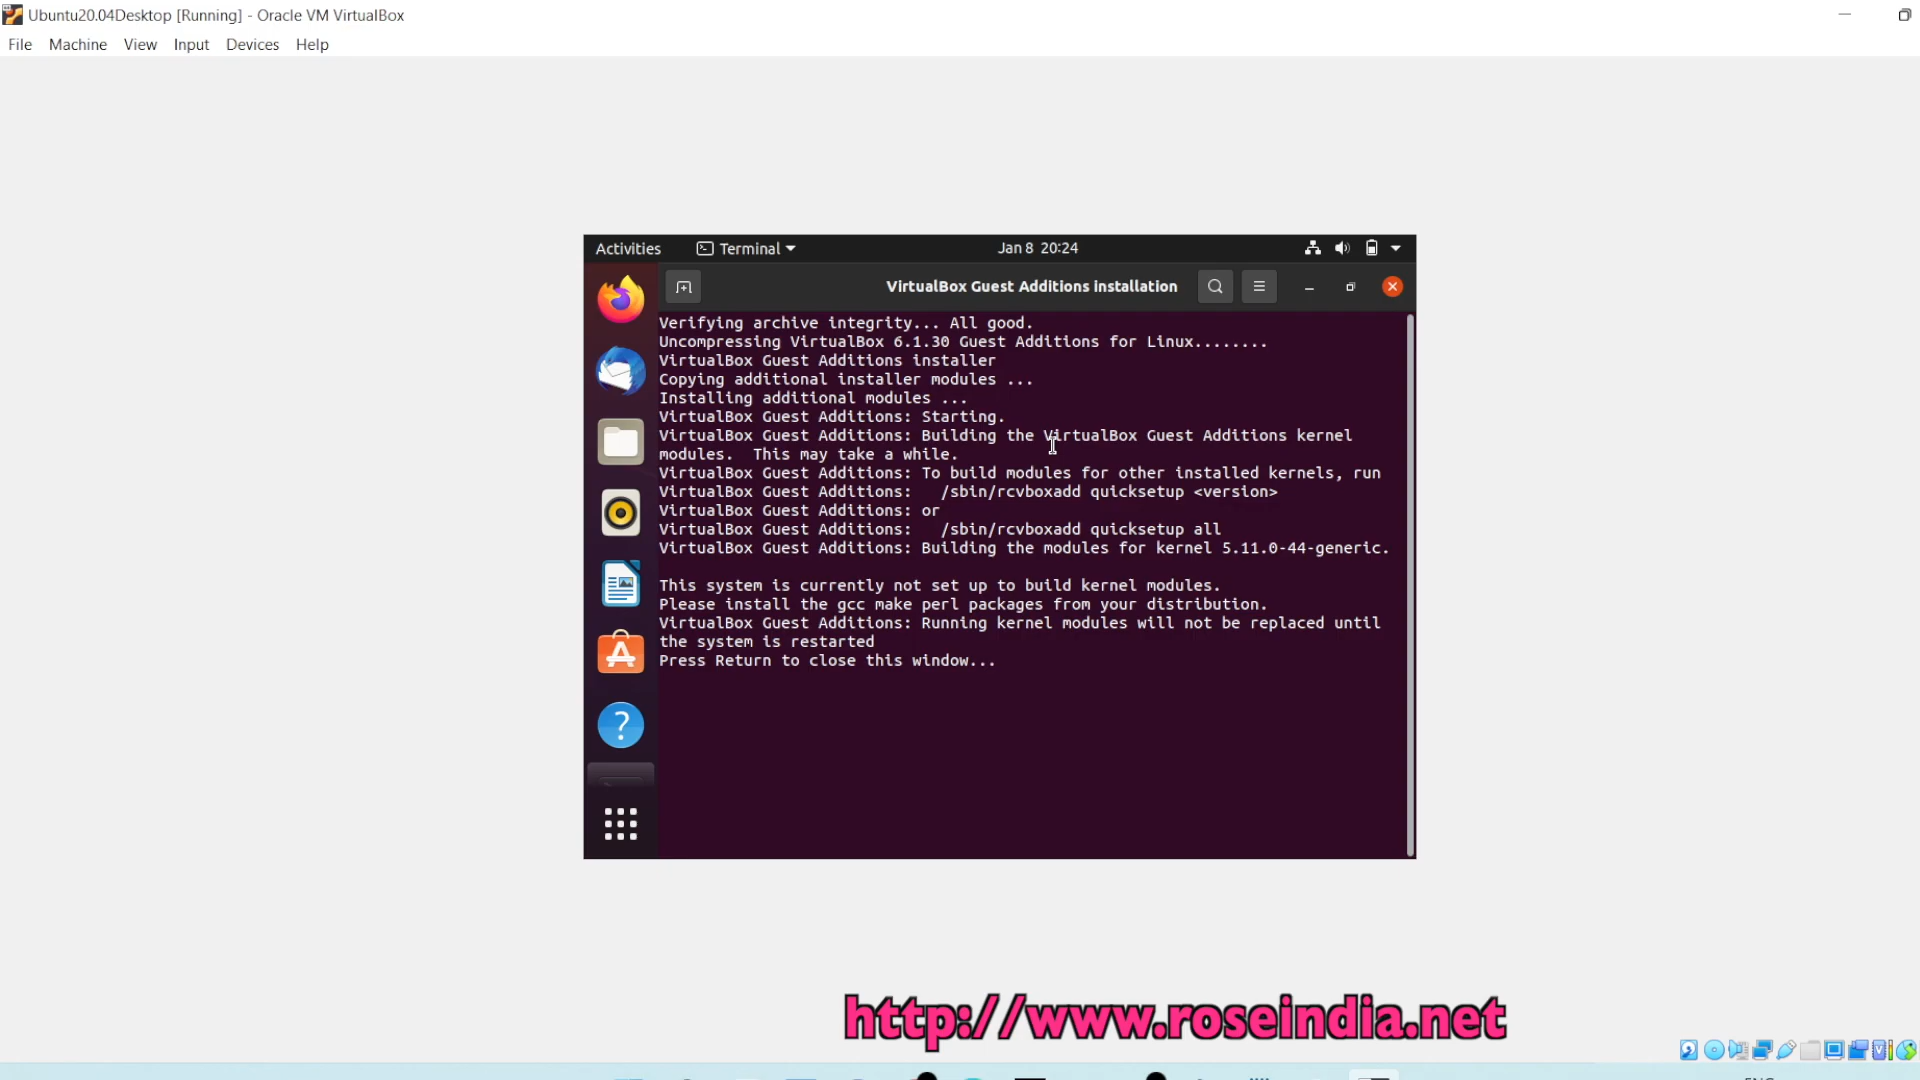 Ubuntu20.04Desktop [Running] - Oracle VM VirtualBox
File Machine View Input Devices Help
Activities Terminal Jan 8 20:24
VirtualBox Guest Additions installation
Verifying archive integrity... All good.
Uncompressing VirtualBox 6.1.30 Guest Additions for Linux........
VirtualBox Guest Additions installer
Copying additional installer modules ...
Installing additional modules ...
VirtualBox Guest Additions: Starting.
VirtualBox Guest Additions: Building the VirtualBox Guest Additions kernel
modules.  This may take a while.
VirtualBox Guest Additions: To build modules for other installed kernels, run
VirtualBox Guest Additions:   /sbin/rcvboxadd quicksetup <version>
VirtualBox Guest Additions: or
VirtualBox Guest Additions:   /sbin/rcvboxadd quicksetup all
VirtualBox Guest Additions: Building the modules for kernel 5.11.0-44-generic.
This system is currently not set up to build kernel modules.
Please install the gcc make perl packages from your distribution.
VirtualBox Guest Additions: Running kernel modules will not be replaced until
the system is restarted
Press Return to close this window...
http://www.roseindia.net